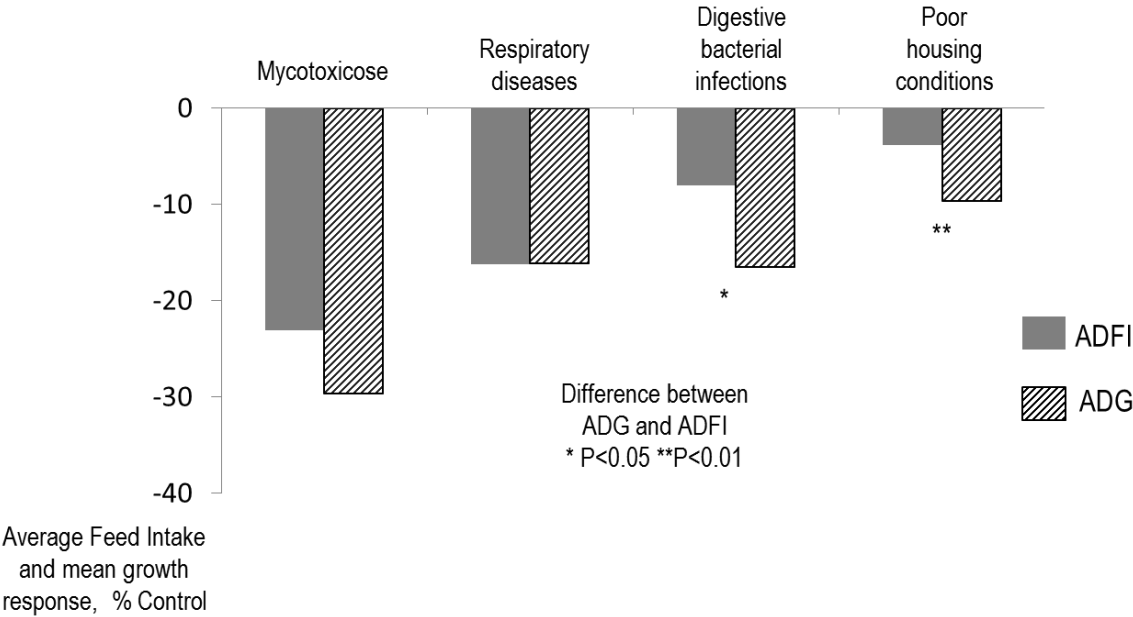 Mycotoxicose
Respiratory
diseases
Digestive
bacterial
infections
Poor
housing
conditions
0
-10
-20
-30
-40
**
*
ADFI
ADG
Difference between
ADG and ADFI
* P<0.05 **P<0.01
Average Feed Intake
and mean growth
response, % Control